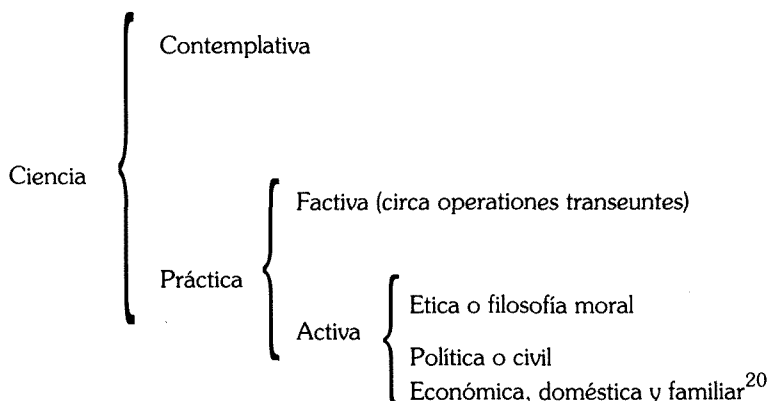 Contemplativa
Ciencia
Factiva (circa operationes transeuntes)
Práctica
Etica o filosofía moral
Activa
Política o civil
Económica, doméstica y familiar20